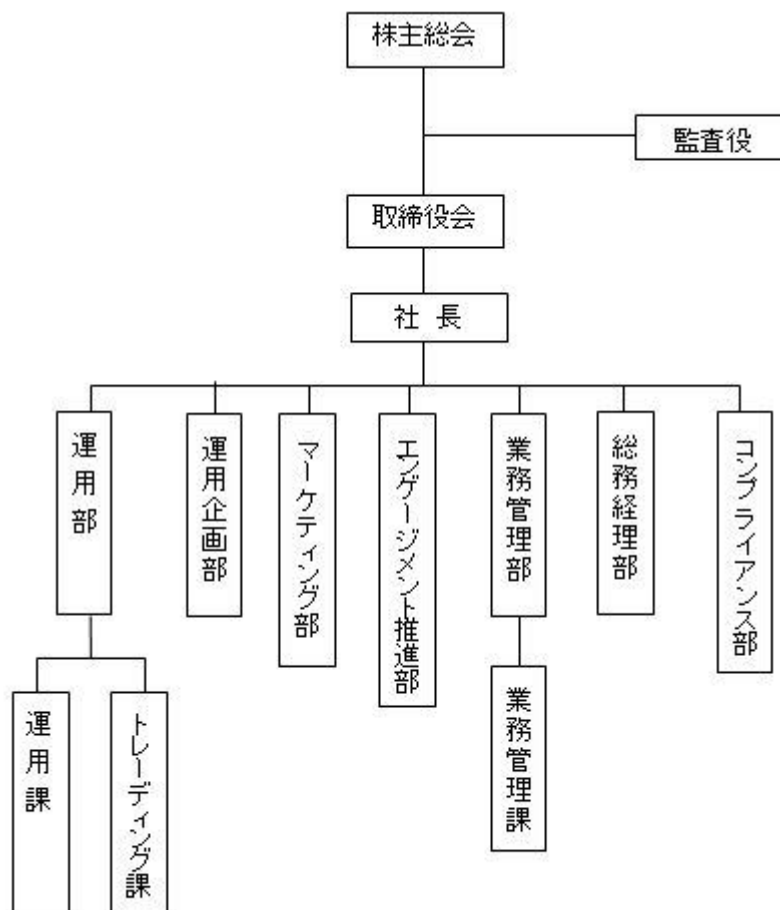 株主総会
監査役
取締役会
社 長
運用部
運用企画部
マーケティング部
エンゲージメント推進部
業務管理部
総務経理部
コンプライアンス部
運用課
トレーディング課
業務管理課